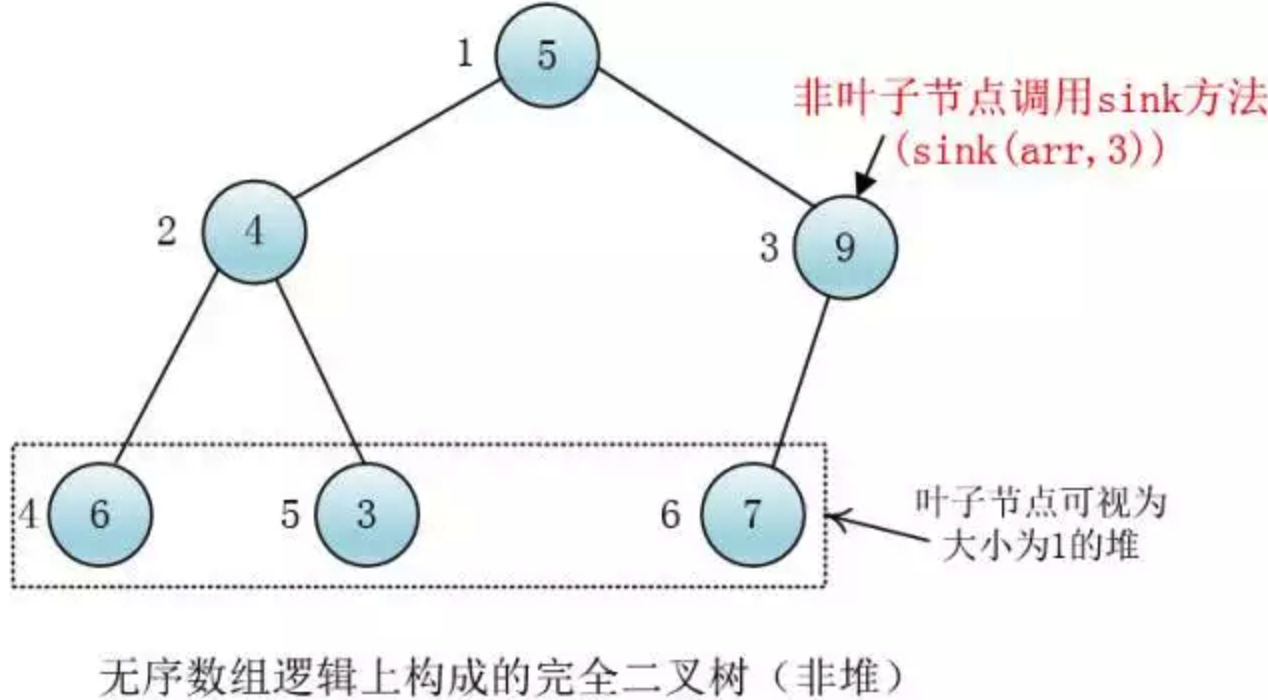 1 5
非叶子节点调用sink方法
(sink(arr,3))
2 4
3 9
4 6 5 3 6 7
叶子节点可视为
大小为1的堆
无序数组逻辑上构成的完全二叉树（非堆）